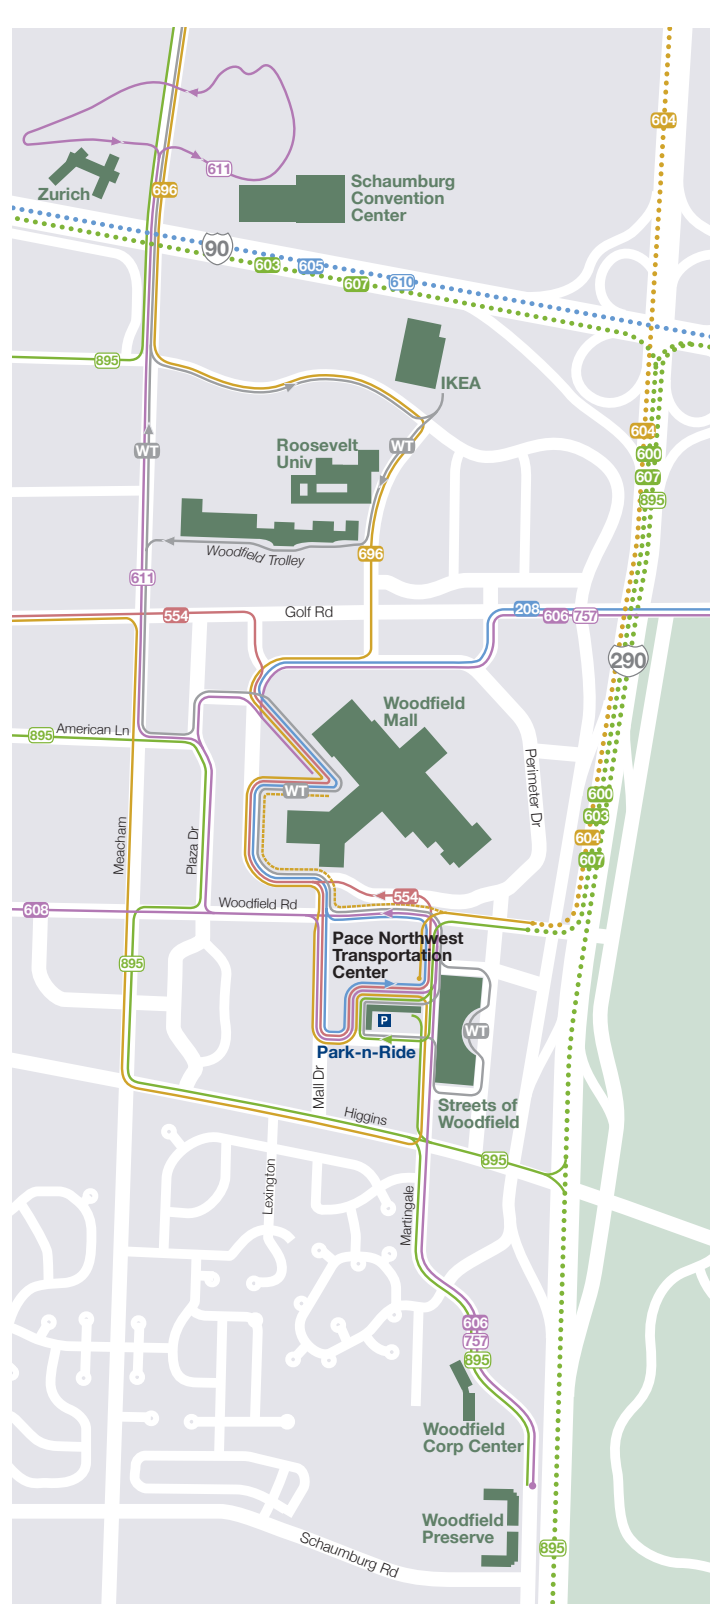 604
611
Schaumburg
Convention
Center
Zurich
696
90
603
605
607
610
895
IKEA
604
WT
Roosevelt
Univ
WT
600
607
895
Woodfield Trolley
696
611
554
Golf Rd
208
606
757
290
Woodfield
Mall
895
American Ln
Perimeter Dr
WT
600
603
Meacham
Plaza Dr
604
607
554
608
Woodfield Rd
Pace Northwest
Transportation
Center
895
P
WT
Park-n-Ride
Mall Dr
Streets of
Woodfield
Higgins
895
Lexington
Martingale
606
757
895
Woodfield
Corp Center
Woodfield
Preserve
Schaumburg Rd
895